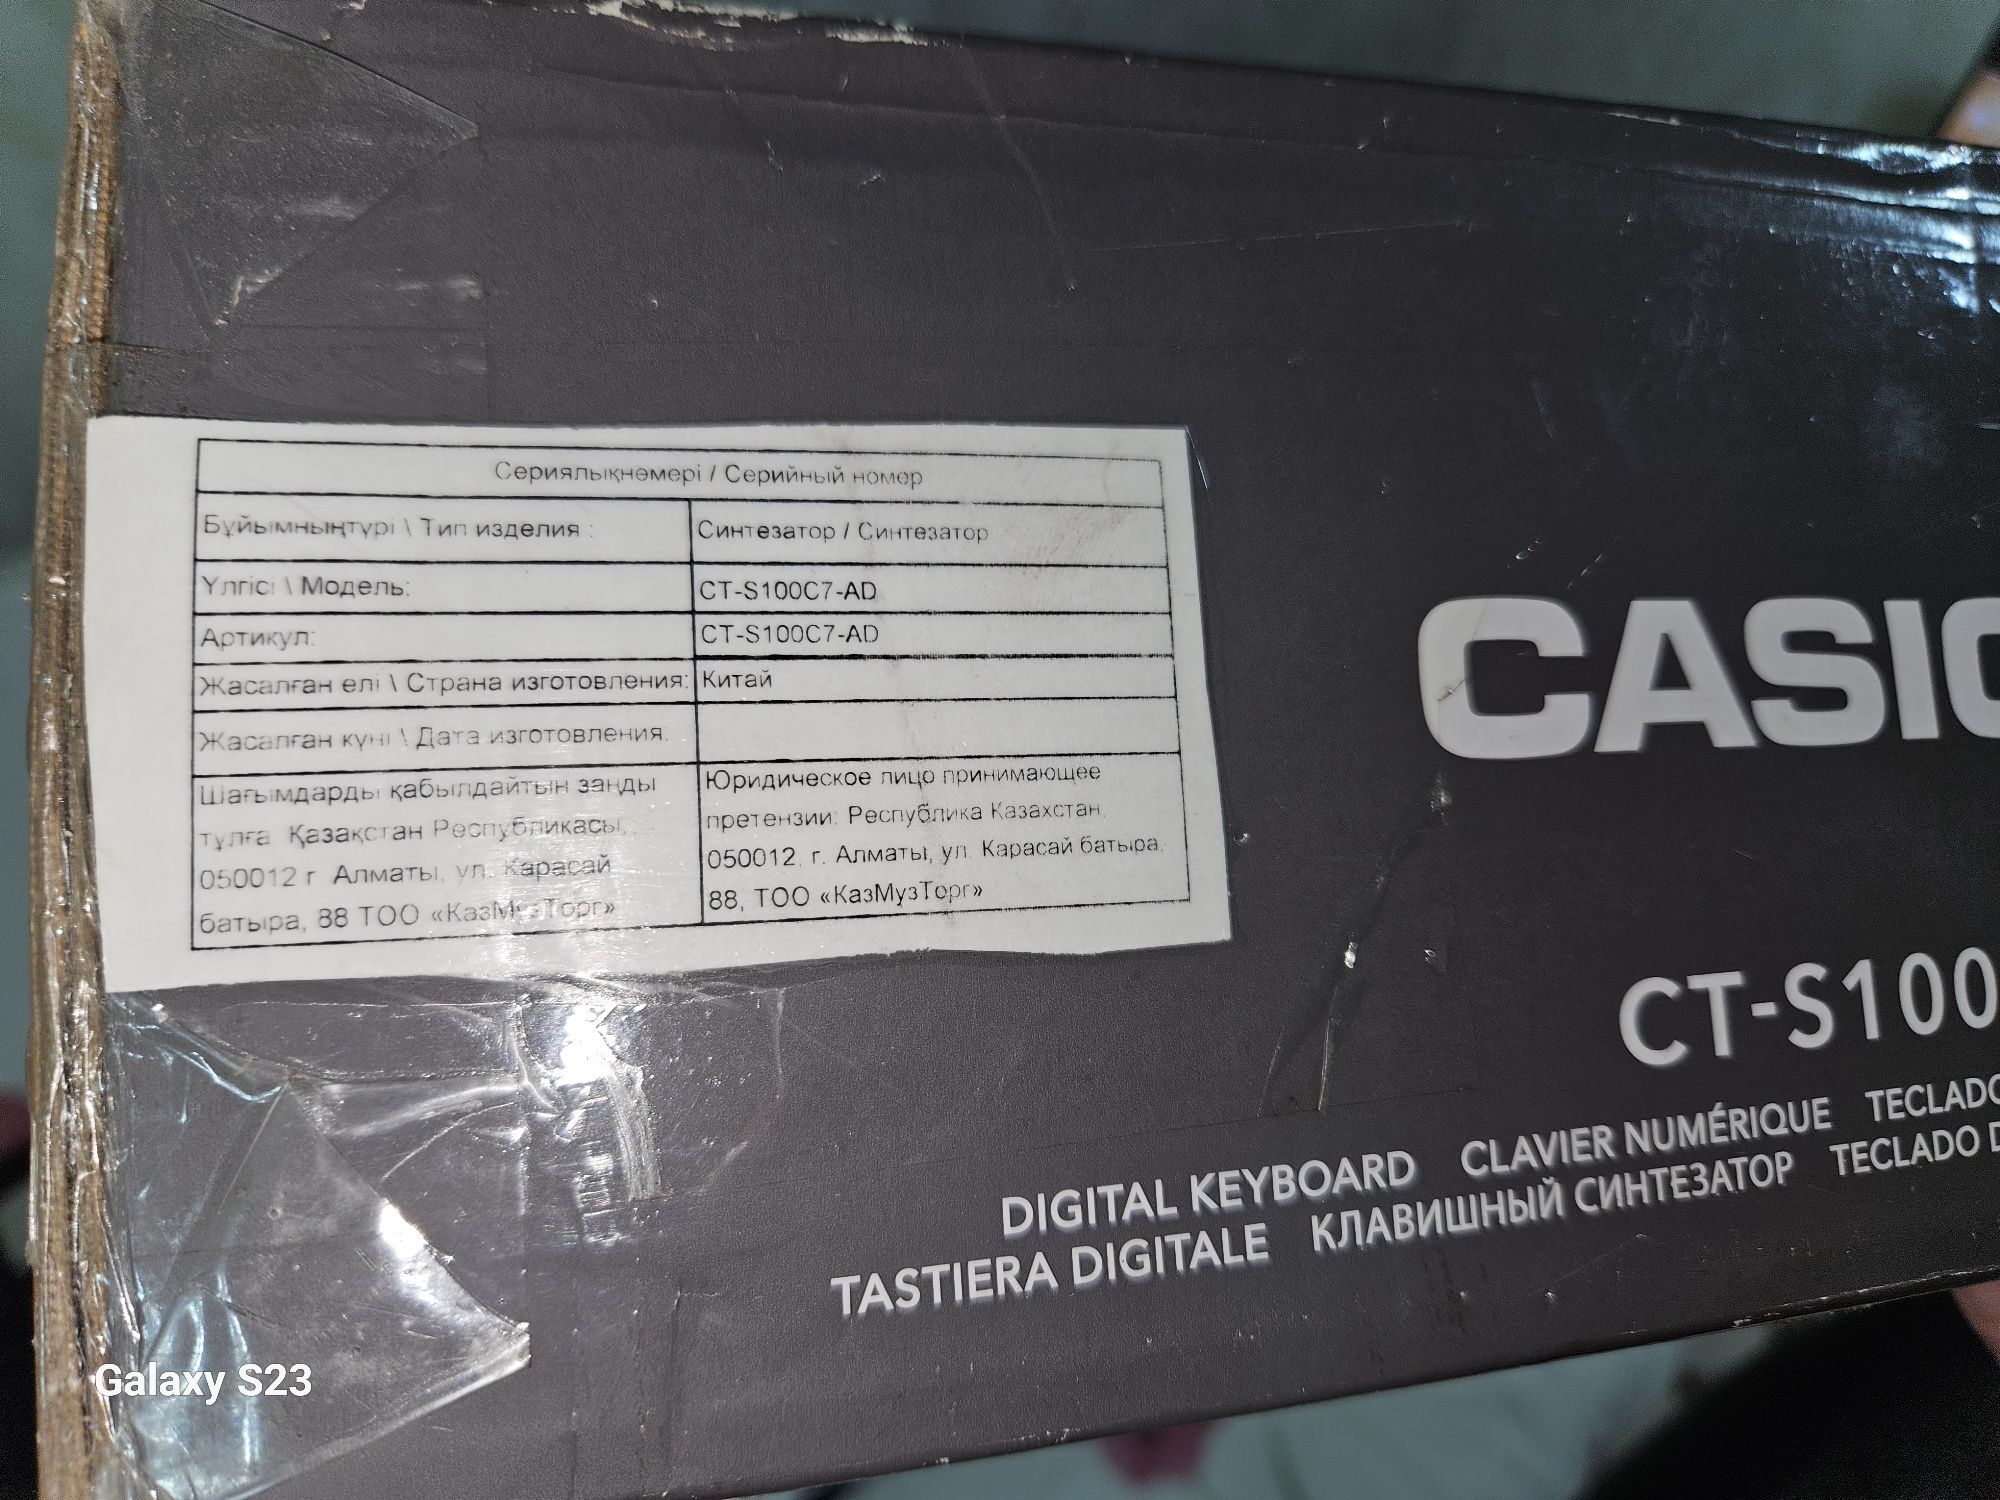 Сериялықнөмері / Серийный номер
Бұйымныңтүрі \ Тип изделия : Синтезатор / Синтезатор
Үлгісі \ Модель: CT-S100C7-AD
Артикул: CT-S100C7-AD
Жасалған елі \ Страна изготовления: Китай
Жасалған күні \ Дата изготовления:
Шағымдарды қабылдайтын заңды
тұлға Қазақстан Республикасы,
050012 г Алматы, ул. Карасай
батыра, 88 ТОО «КазМузТорг»
Юридическое лицо принимающее
претензии: Республика Казахстан,
050012, г. Алматы, ул. Карасай батыра,
88, ТОО «КазМузТорг»
CASIO
CT-S100
DIGITAL KEYBOARD CLAVIER NUMÉRIQUE TECLADO
TASTIERA DIGITALE КЛАВИШНЫЙ СИНТЕЗАТОР TECLADO D
Galaxy S23